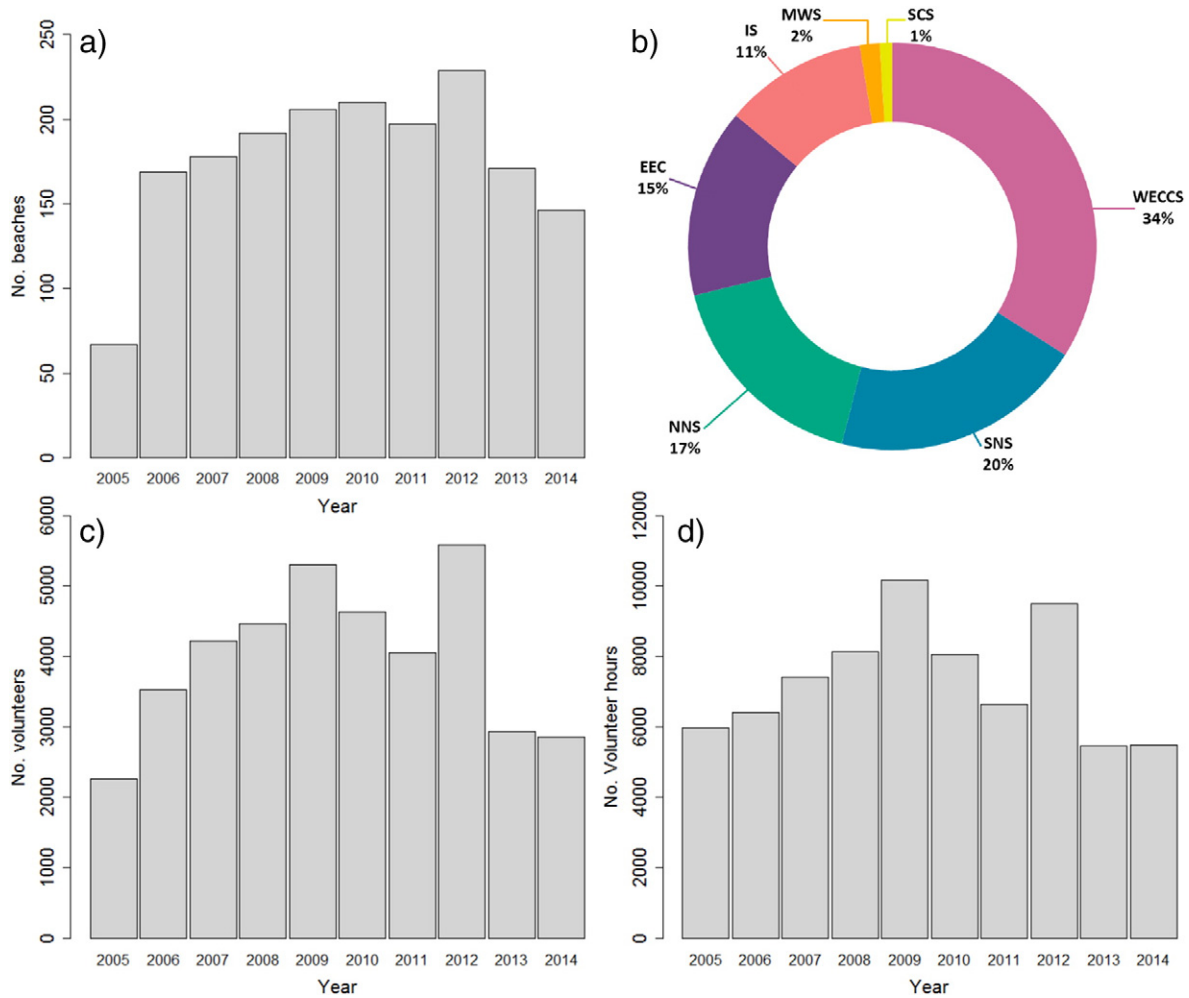 a)
No. beaches
250
200
150
100
50
0
2005 2006 2007 2008 2009 2010 2011 2012 2013 2014
Year
b)
MWS
2%
SCS
1%
IS
11%
EEC
15%
WECCS
34%
NNS
17%
SNS
20%
c)
No. volunteers
6000
5000
4000
3000
2000
1000
0
2005 2006 2007 2008 2009 2010 2011 2012 2013 2014
Year
d)
No. Volunteer hours
12000
10000
8000
6000
4000
2000
0
2005 2006 2007 2008 2009 2010 2011 2012 2013 2014
Year